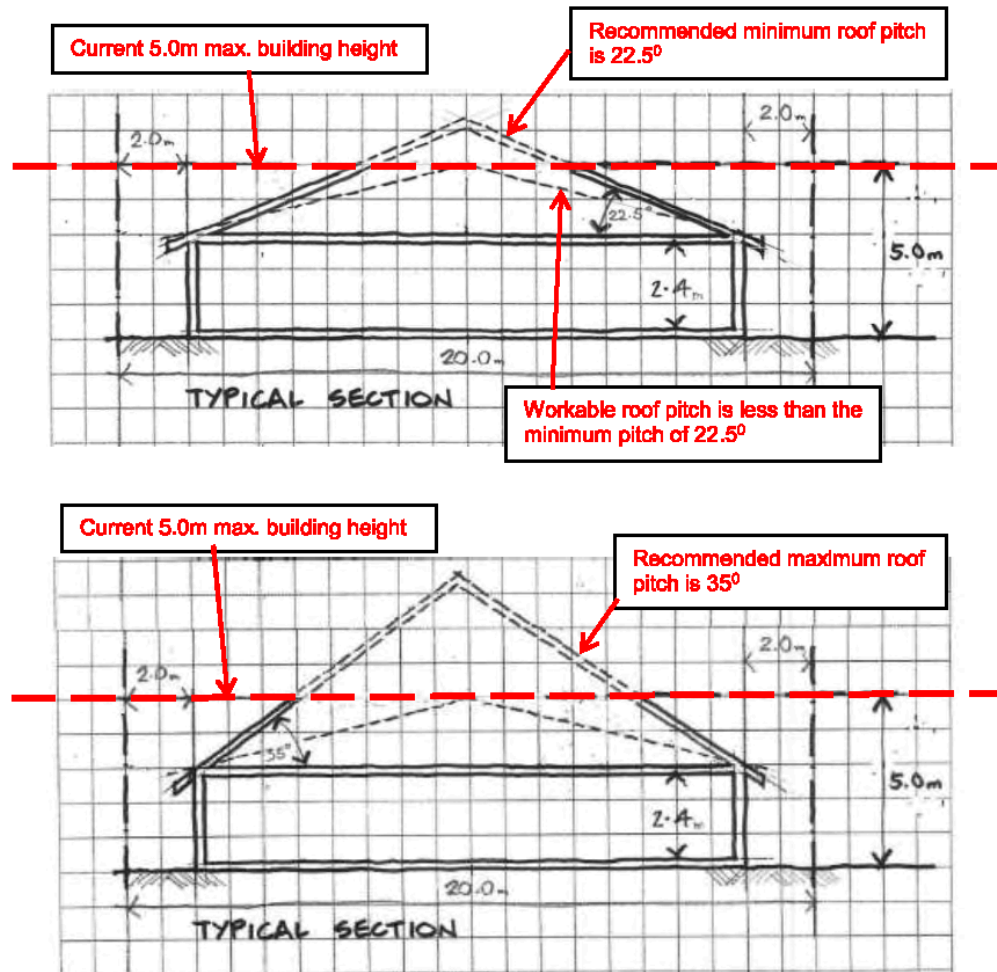 Current 5.0m max. building height
Recommended minimum roof pitch
is 22.5⁰
2.0m
2.0m
22.5°
5.0m
2.4m
20.0m
TYPICAL SECTION
Workable roof pitch is less than the
minimum pitch of 22.5⁰
Current 5.0m max. building height
Recommended maximum roof
pitch is 35⁰
2.0m
2.0m
35°
5.0m
2.4m
20.0m
TYPICAL SECTION